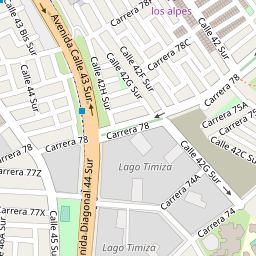 los alpes
Carrera 78
Calle 42 Sur
Carrera 78C
Calle 43 Bis Sur
Avenida Calle 43 Sur
Calle 42F Sur
Calle 42G Sur
Calle 42H Sur
Calle 44 Sur
Carrera 78
Carrera 75A
Carrera 78
Carrera 78
Calle 42C Sur
Lago Timiza
Calle 42G Sur
Carrera 77Z
Carrera 74A
Avenida Diagonal 44 Sur
Carrera 77X
Carrera 74
Calle 45 Sur
Lago Timiza